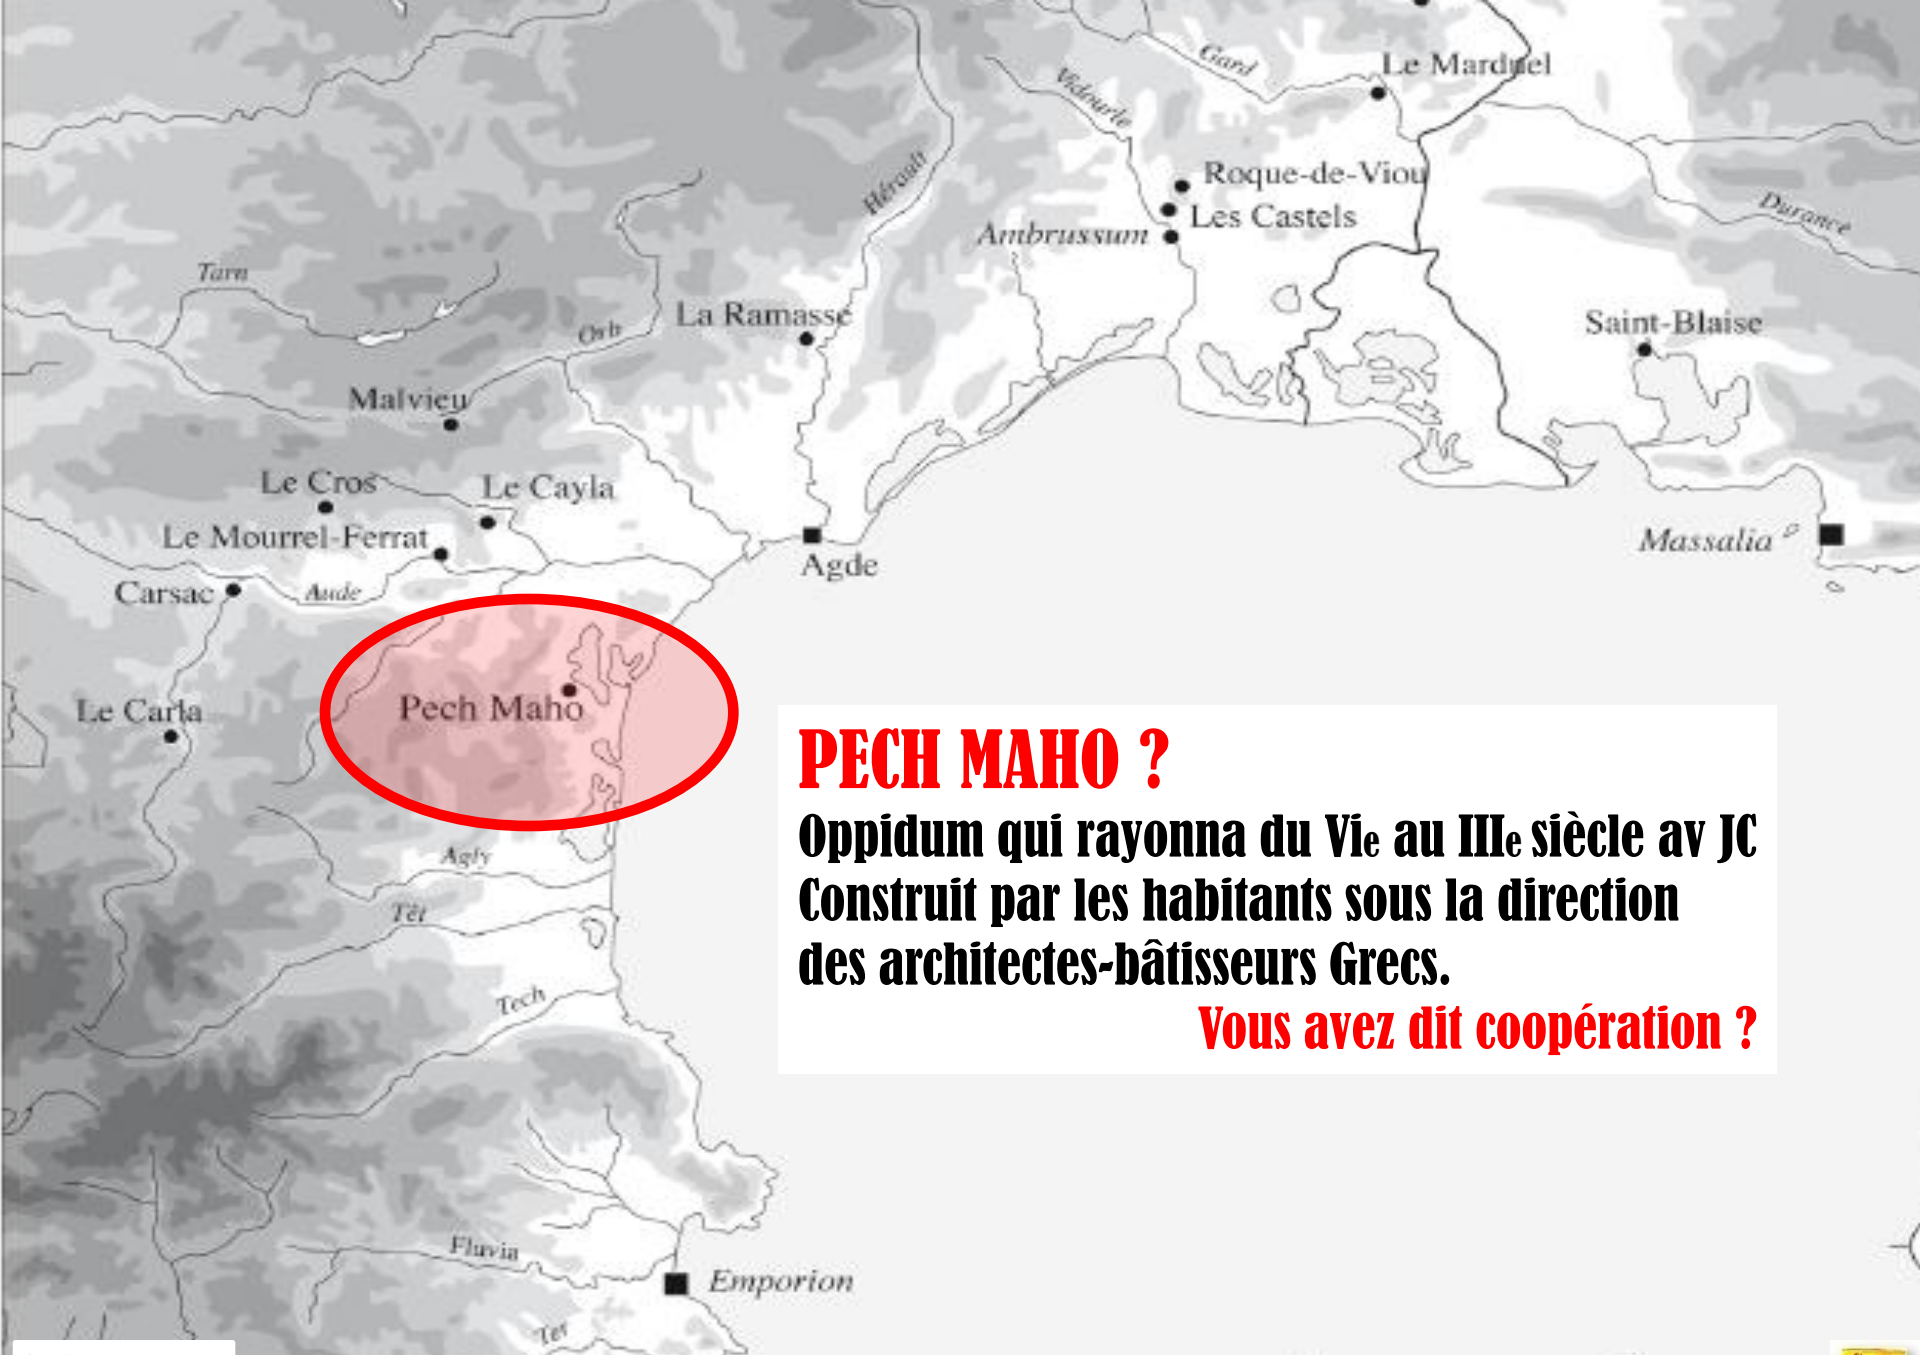 Gard
Le Marduel
Vidourle
Hérault
Roque-de-Viou
Durance
Les Castels
Ambrussum
Tarn
La Ramasse
Orb
Saint-Blaise
Malvieu
Le Cros
Le Cayla
Le Mourrel-Ferrat
Massalia
Agde
Carsac
Aude
Le Carla
Pech Maho
PECH MAHO ?
Oppidum qui rayonna du VIe au IIIe siècle av JC
Construit par les habitants sous la direction
des architectes-bâtisseurs Grecs.
Vous avez dit coopération ?
Agly
Têt
Tech
Fluvia
Emporion
Ter